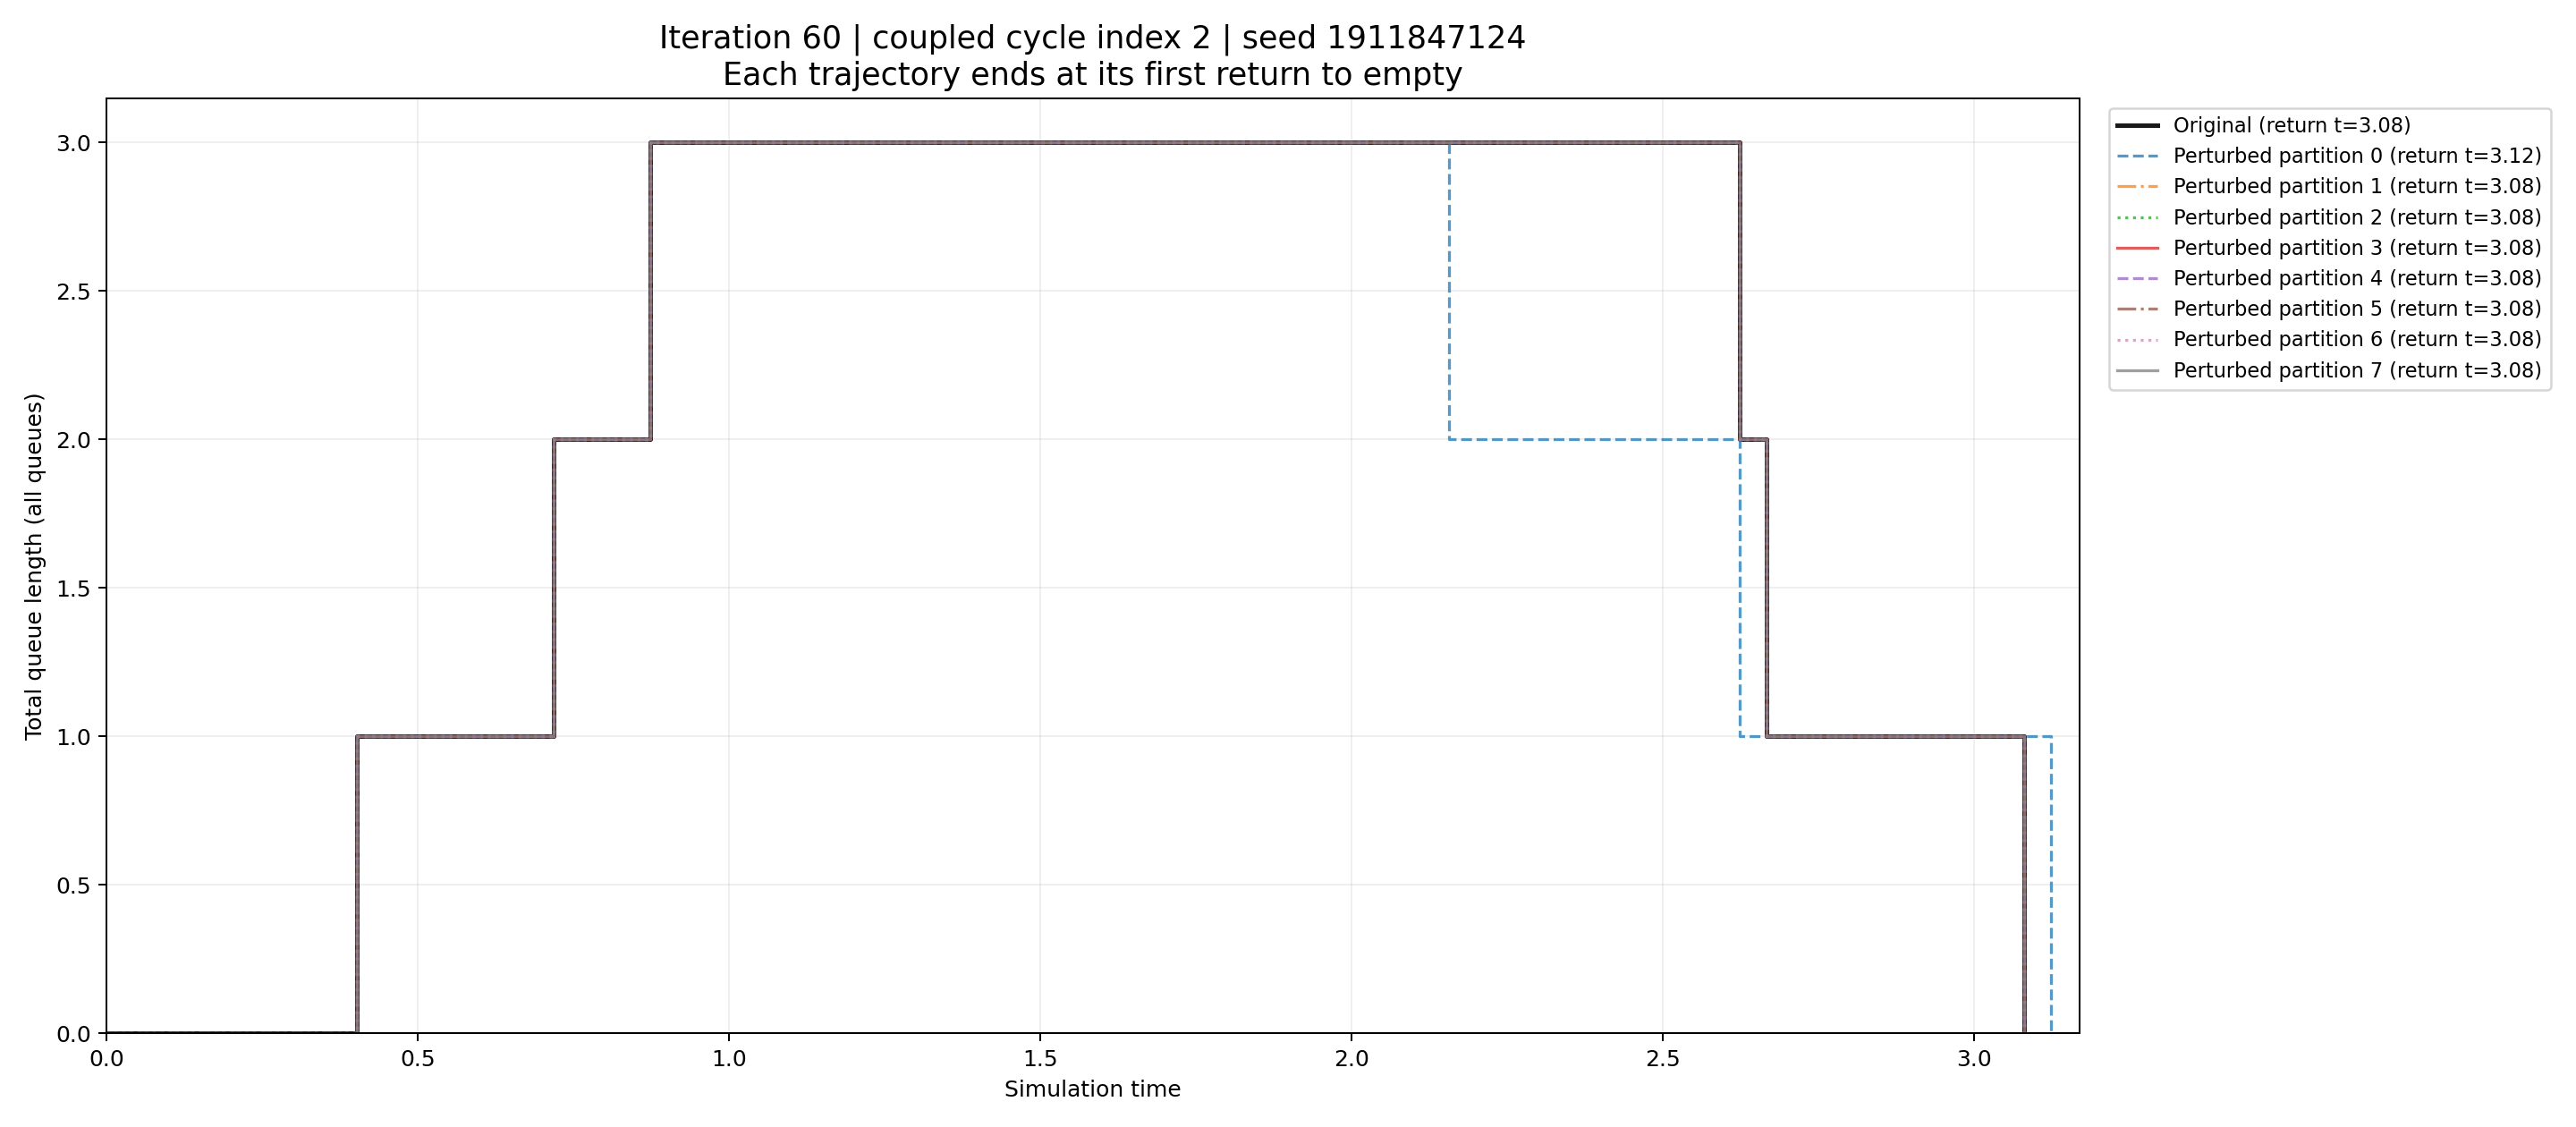 Iteration 60 | coupled cycle index 2 | seed 1911847124
Each trajectory ends at its first return to empty
Total queue length (all queues)
3.0
2.5
2.0
1.5
1.0
0.5
0.0
0.0 0.5 1.0 1.5 2.0 2.5 3.0
Simulation time
Original (return t=3.08)
Perturbed partition 0 (return t=3.12)
Perturbed partition 1 (return t=3.08)
Perturbed partition 2 (return t=3.08)
Perturbed partition 3 (return t=3.08)
Perturbed partition 4 (return t=3.08)
Perturbed partition 5 (return t=3.08)
Perturbed partition 6 (return t=3.08)
Perturbed partition 7 (return t=3.08)